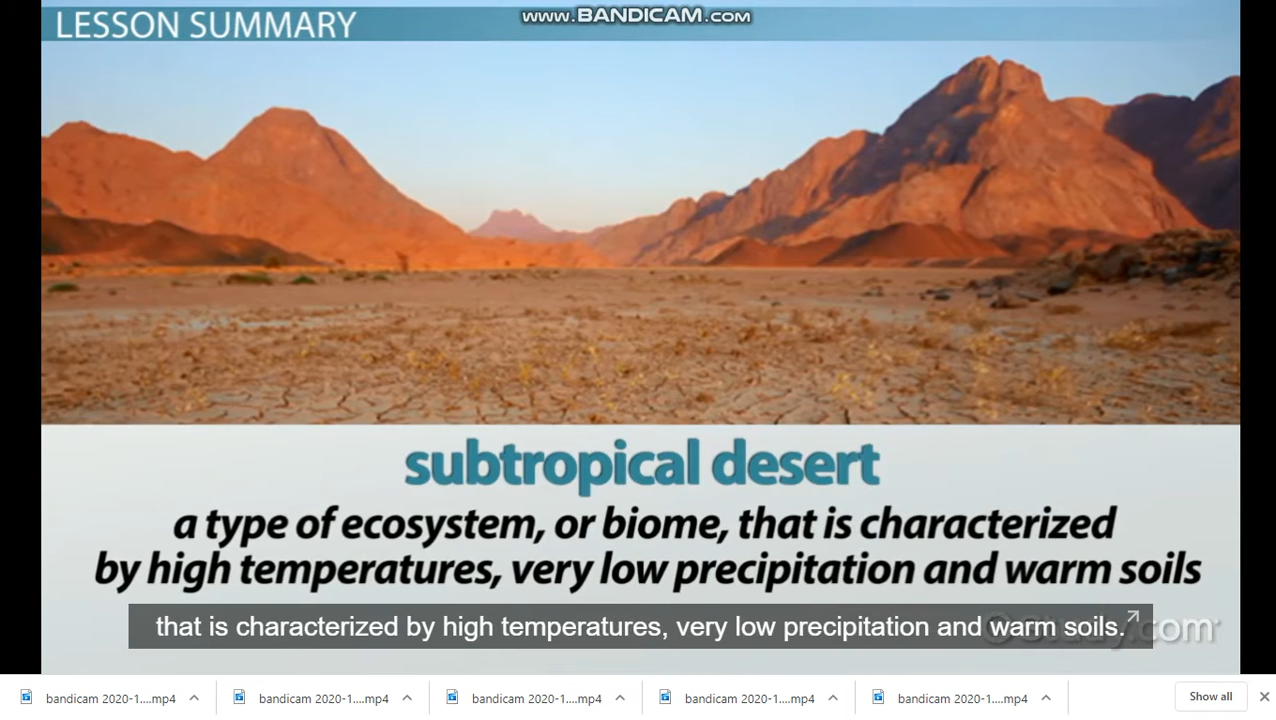 LESSON SUMMARY
www.BANDICAM.com
subtropical desert
a type of ecosystem, or biome, that is characterized
by high temperatures, very low precipitation and warm soils
that is characterized by high temperatures, very low precipitation and warm soils.
Study.com
bandicam 2020-1....mp4
bandicam 2020-1....mp4
bandicam 2020-1....mp4
bandicam 2020-1....mp4
bandicam 2020-1....mp4
Show all